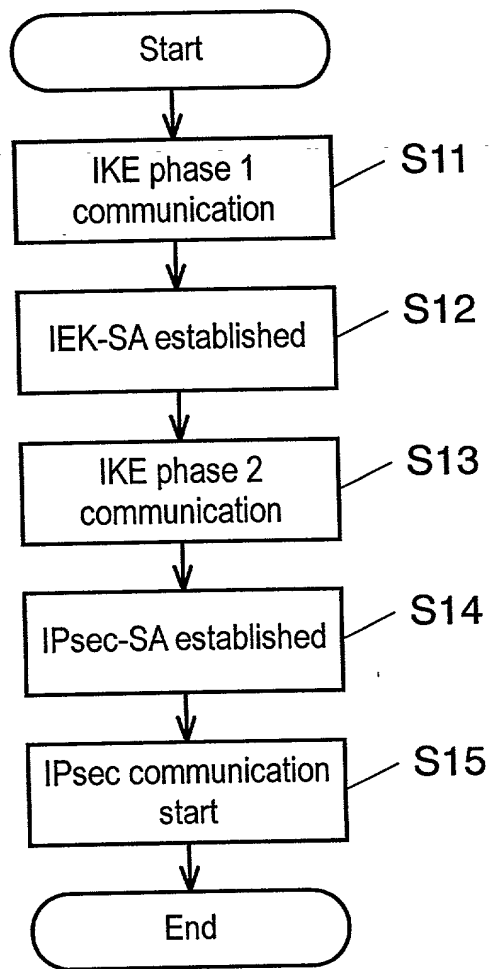 Start
IKE phase 1
communication
S11
IEK-SA established
S12
IKE phase 2
communication
S13
IPsec-SA established
S14
IPsec communication
start
S15
End